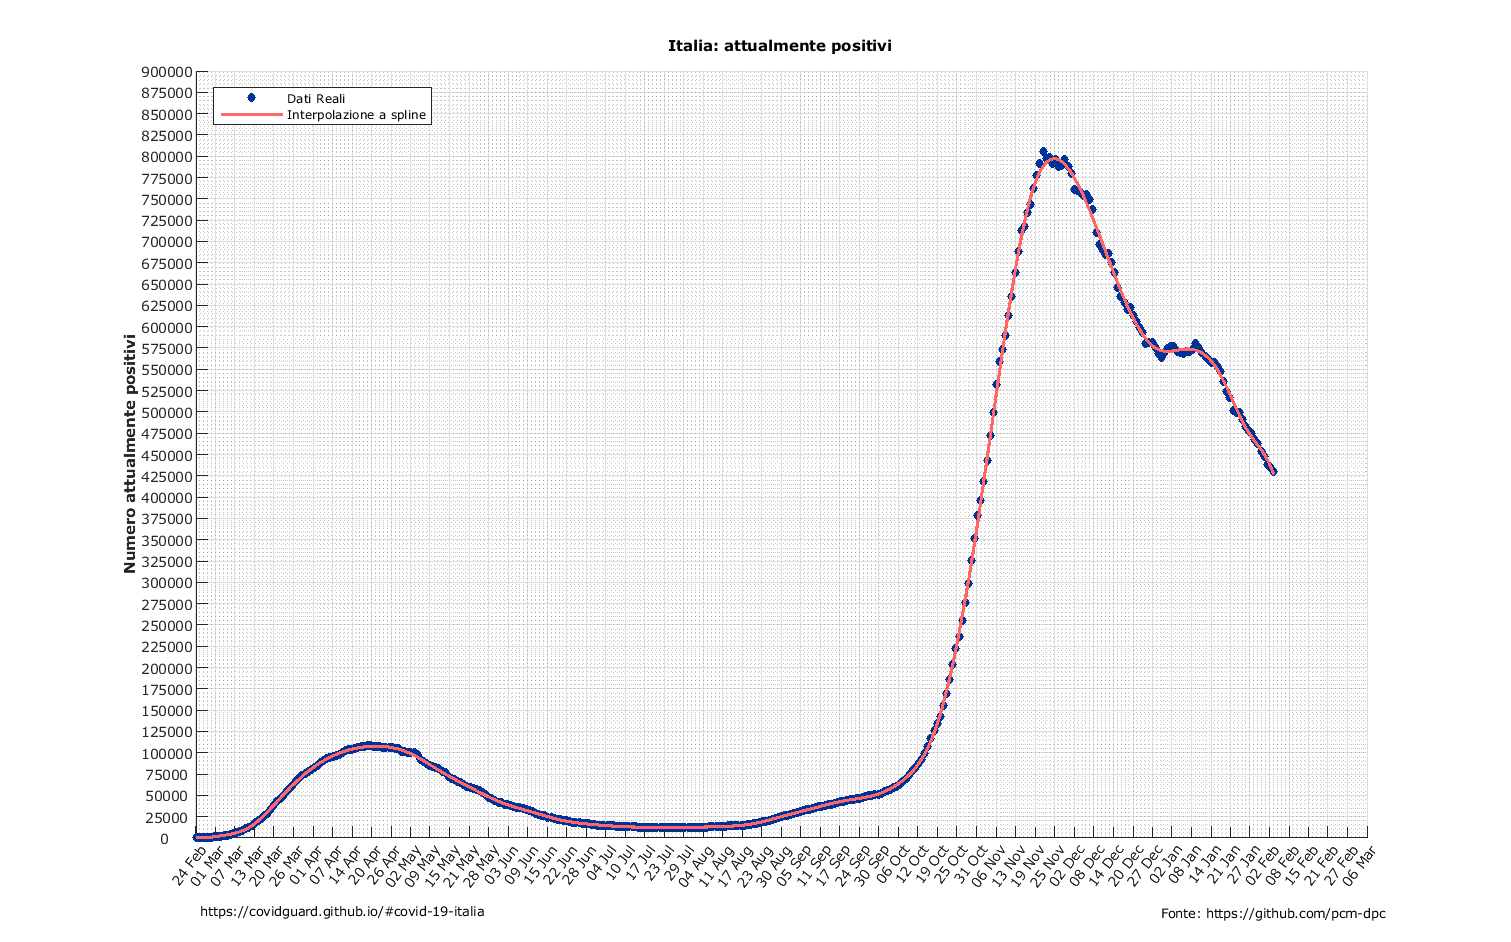 Italia: attualmente positivi
900000
875000
850000
825000
800000
775000
750000
725000
700000
675000
650000
625000
600000
575000
550000
525000
500000
475000
450000
425000
400000
375000
350000
325000
300000
275000
250000
225000
200000
175000
150000
125000
100000
75000
50000
25000
0
Numero attualmente positivi
Dati Reali
Interpolazione a spline
24 Feb
01 Mar
07 Mar
13 Mar
20 Mar
26 Mar
01 Apr
07 Apr
14 Apr
20 Apr
26 Apr
02 May
09 May
15 May
21 May
28 May
03 Jun
09 Jun
15 Jun
22 Jun
28 Jun
04 Jul
10 Jul
17 Jul
23 Jul
29 Jul
04 Aug
11 Aug
17 Aug
23 Aug
30 Aug
05 Sep
11 Sep
17 Sep
24 Sep
30 Sep
06 Oct
12 Oct
19 Oct
25 Oct
31 Oct
06 Nov
13 Nov
19 Nov
25 Nov
02 Dec
08 Dec
14 Dec
20 Dec
27 Dec
02 Jan
08 Jan
14 Jan
21 Jan
27 Jan
02 Feb
08 Feb
15 Feb
21 Feb
27 Feb
06 Mar
https://covidguard.github.io/#covid-19-italia
Fonte: https://github.com/pcm-dpc